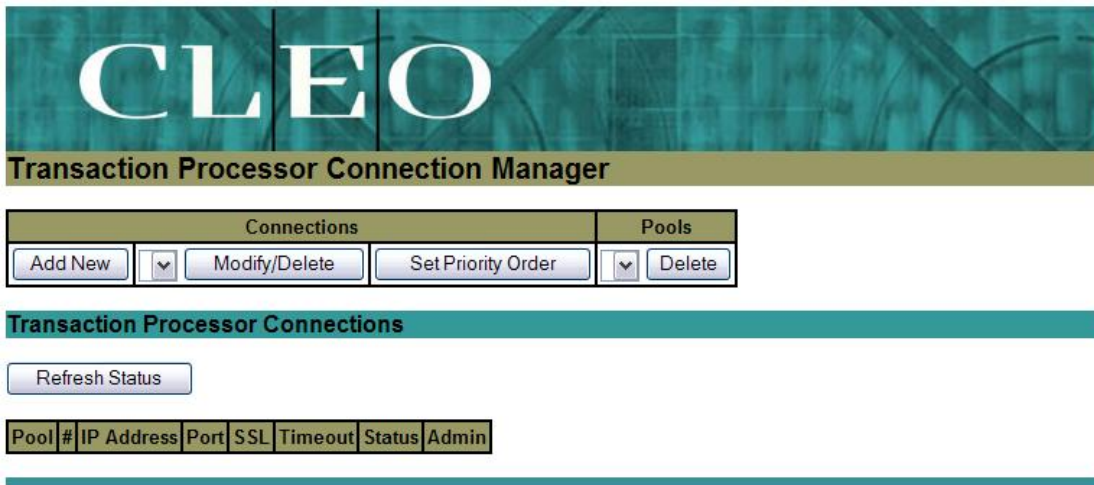 CLEO
Transaction Processor Connection Manager
Connections Pools
Add New Modify/Delete Set Priority Order Delete
Transaction Processor Connections
Refresh Status
Pool # IP Address Port SSL Timeout Status Admin